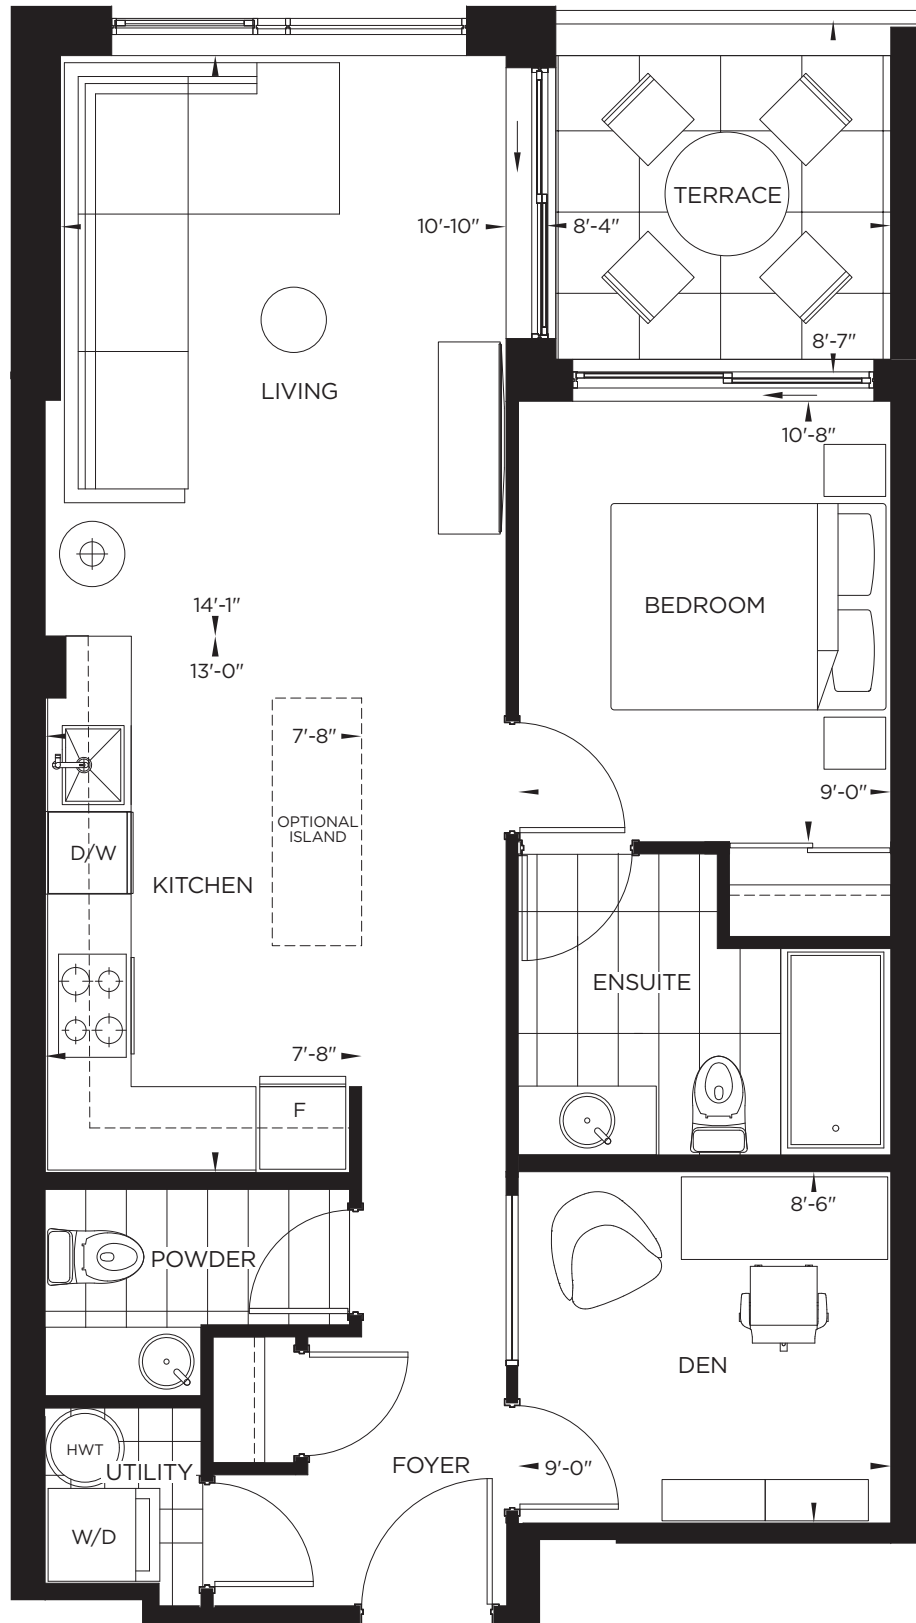 TERRACE
10'-10"
8'-4"
8'-7"
LIVING
10'-8"
14'-1"
BEDROOM
13'-0"
7'-8"
9'-0"
OPTIONAL
ISLAND
D/W
KITCHEN
ENSUITE
7'-8"
F
8'-6"
POWDER
DEN
HWT
UTILITY
FOYER
9'-0"
W/D